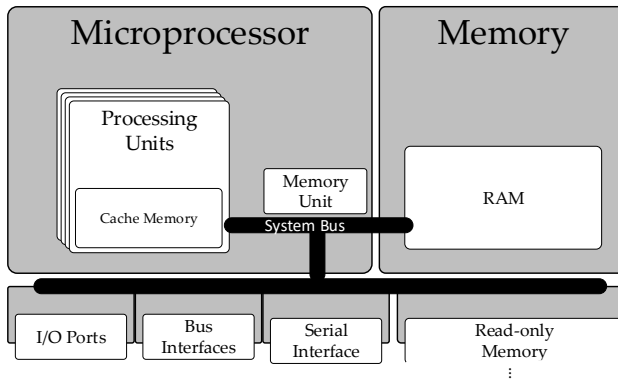 Microprocessor
Memory
Processing
Units
Cache Memory
Memory
Unit
System Bus
RAM
I/O Ports
Bus
Interfaces
Serial
Interface
Read-only
Memory
⋮